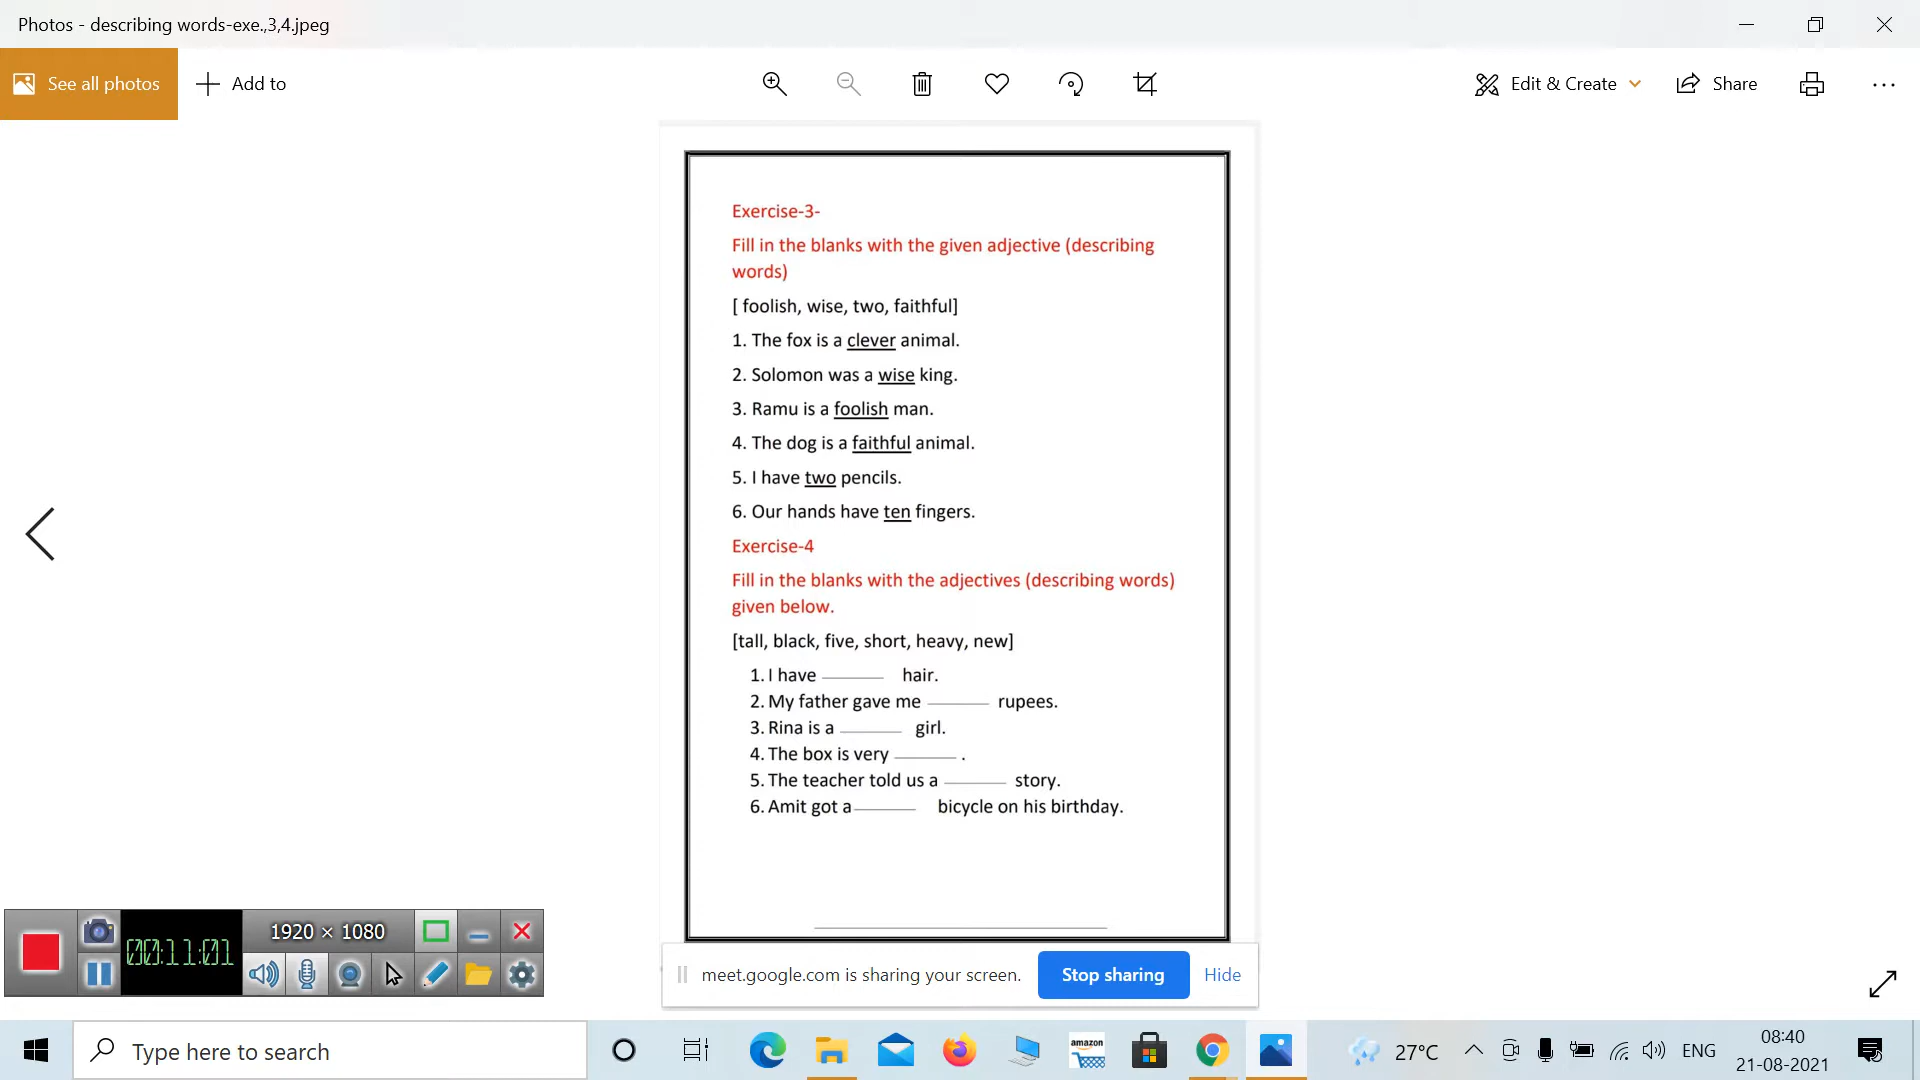 Photos - describing words-exe.,3,4.jpeg
See all photos
Add to
Edit & Create
Share
Exercise-3-
Fill in the blanks with the given adjective (describing
words)
[ foolish, wise, two, faithful]
1. The fox is a clever animal.
2. Solomon was a wise king.
3. Ramu is a foolish man.
4. The dog is a faithful animal.
5. I have two pencils.
6. Our hands have ten fingers.
Exercise-4
Fill in the blanks with the adjectives (describing words)
given below.
[tall, black, five, short, heavy, new]
1. I have ______ hair.
2. My father gave me ______ rupees.
3. Rina is a ______ girl.
4. The box is very ______ .
5. The teacher told us a ______ story.
6. Amit got a ______ bicycle on his birthday.
00:11:01
1920 × 1080
meet.google.com is sharing your screen.
Stop sharing
Hide
Type here to search
amazon
27°C
ENG
08:40
21-08-2021